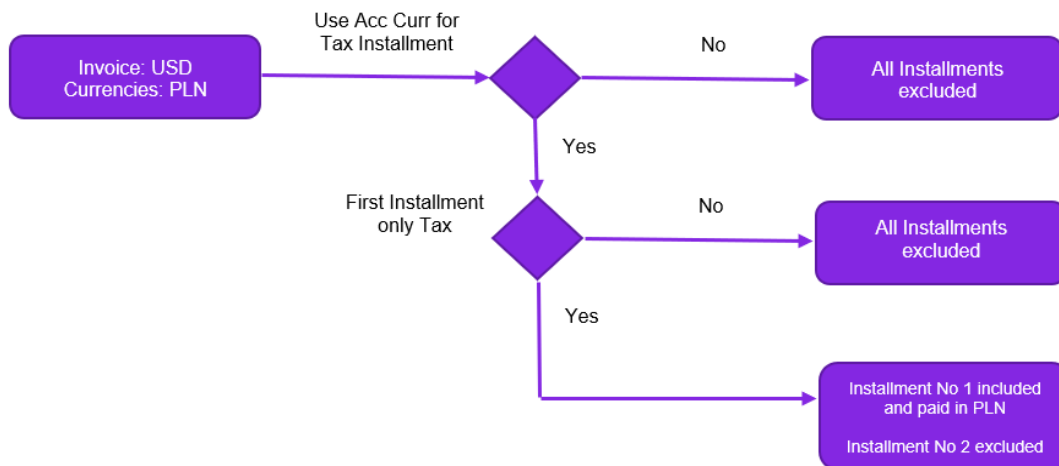 Use Acc Curr for
Tax Installment
No
Invoice: USD
Currencies: PLN
All Installments
excluded
Yes
First Installment
only Tax
No
All Installments
excluded
Yes
Installment No 1 included
and paid in PLN
Installment No 2 excluded